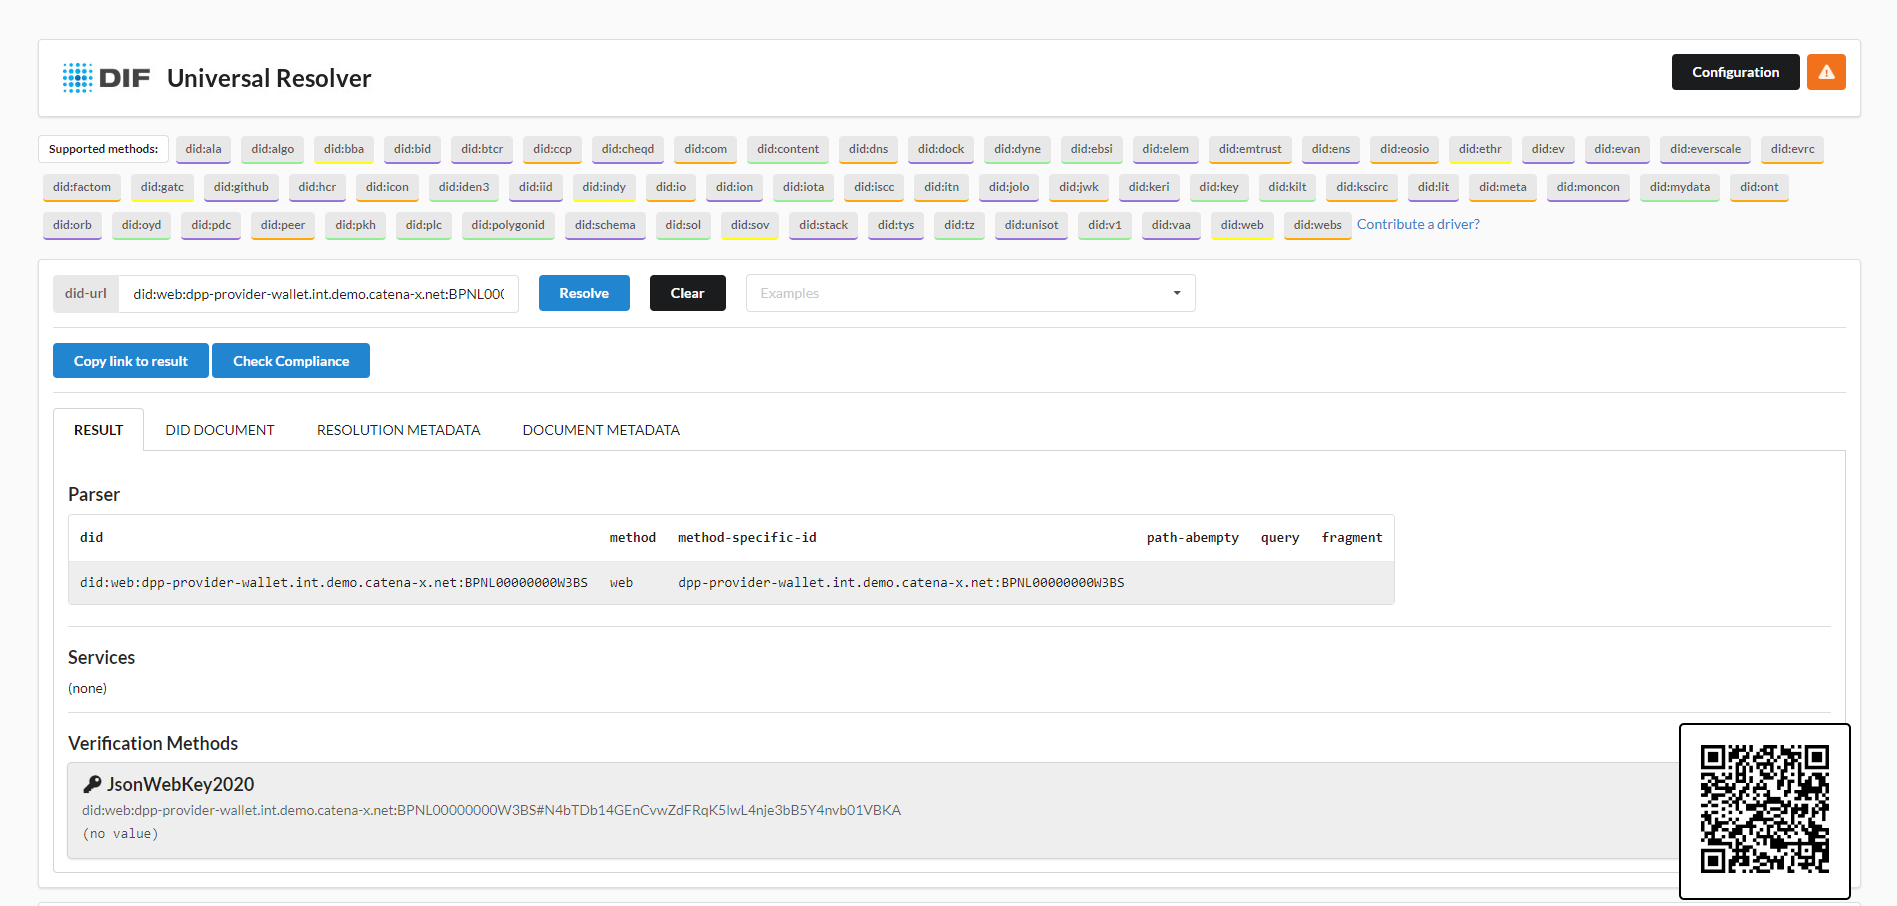 DIF Universal Resolver Configuration
Supported methods: did:ala did:algo did:bba did:bid did:btcr did:ccp did:cheqd did:com did:content did:dns did:dock did:dyne did:ebsi did:elem did:emtrust did:ens did:eosio did:ethr did:ev did:evan did:everscale did:evrc
did:factom did:gatc did:github did:hcr did:icon did:iden3 did:iid did:indy did:io did:ion did:iota did:iscc did:itn did:jolo did:jwk did:keri did:key did:kilt did:kscirc did:lit did:meta did:moncon did:mydata did:ont
did:orb did:oyd did:pdc did:peer did:pkh did:plc did:polygonid did:schema did:sol did:sov did:stack did:tys did:tz did:unisot did:v1 did:vaa did:web did:webs Contribute a driver?
did-url did:web:dpp-provider-wallet.int.demo.catena-x.net:BPNL00( Resolve Clear Examples
Copy link to result Check Compliance
RESULT DID DOCUMENT RESOLUTION METADATA DOCUMENT METADATA
Parser
did method method-specific-id path-abempty query fragment
did:web:dpp-provider-wallet.int.demo.catena-x.net:BPNL00000000W3BS web dpp-provider-wallet.int.demo.catena-x.net:BPNL00000000W3BS
Services
(none)
Verification Methods
JsonWebKey2020
did:web:dpp-provider-wallet.int.demo.catena-x.net:BPNL00000000W3BS#N4bTDb14GEnCvwZdFRqK5lwL4nje3bB5Y4nvb01VBKA
(no value)